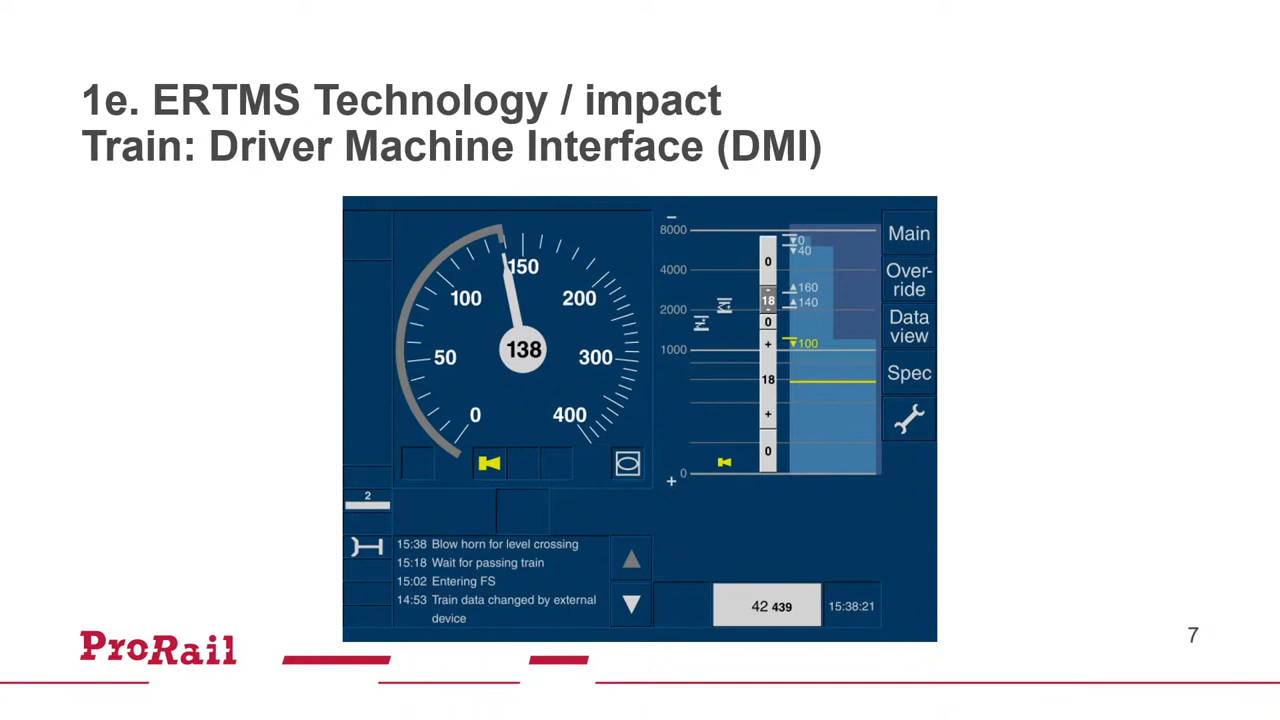 1e. ERTMS Technology / impact
Train: Driver Machine Interface (DMI)
150
100
200
50
138
300
0
400
2
15:38 Blow horn for level crossing
15:18 Wait for passing train
15:02 Entering FS
14:53 Train data changed by external
device
8000
4000
2000
1000
0
+
0
18
0
+
18
+
0
0
40
160
140
100
Main
Over-
ride
Data
view
Spec
42 439
15:38:21
ProRail
7